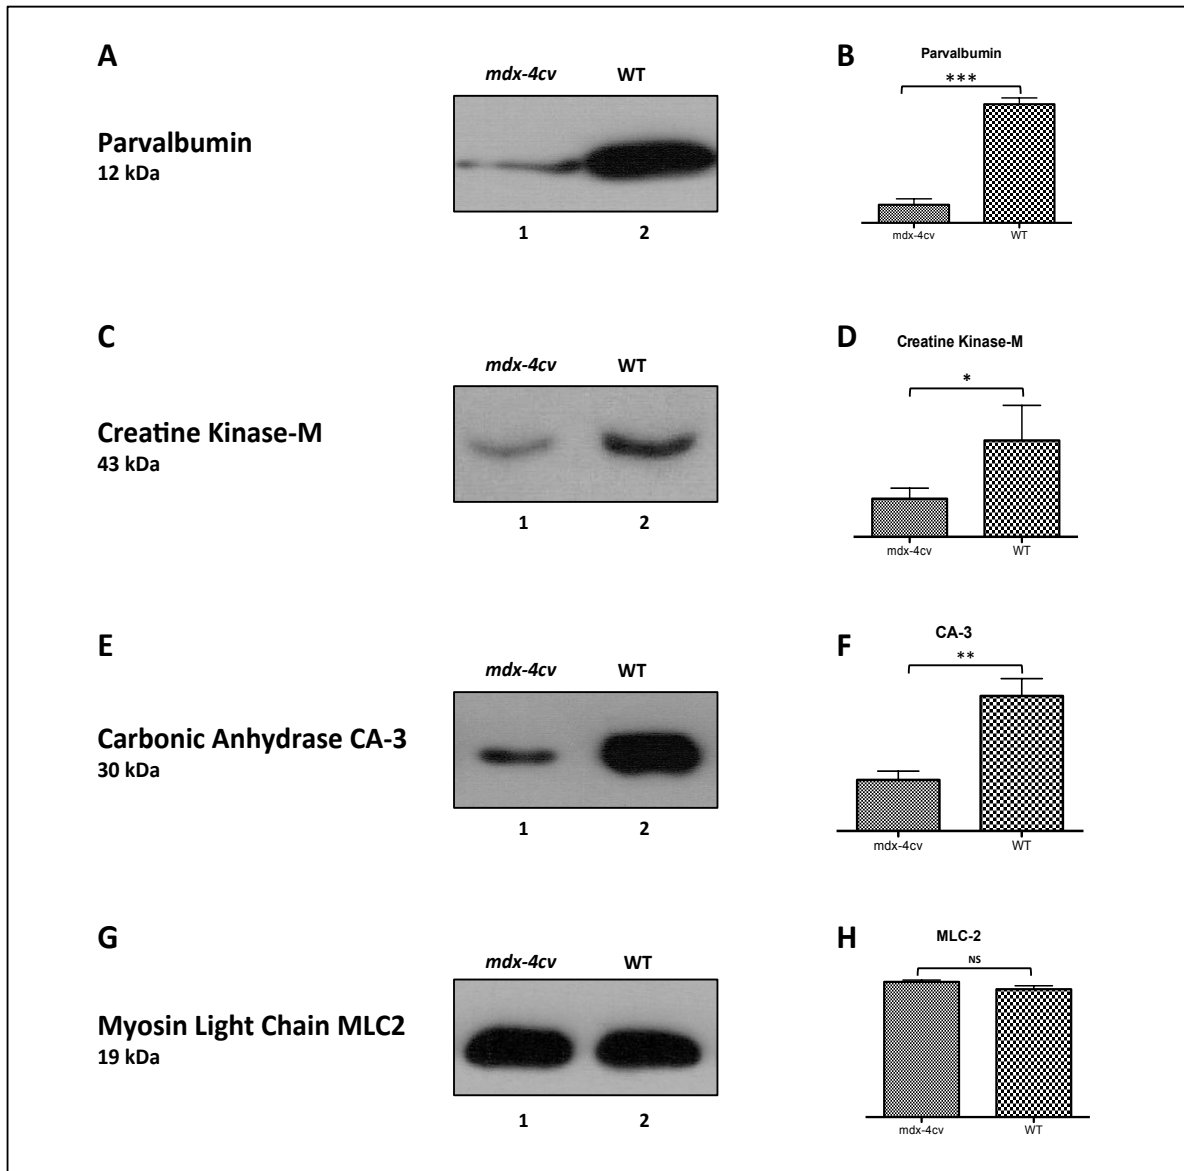 A
mdx-4cv WT
Parvalbumin
12 kDa
1 2
B
Parvalbumin
***
mdx-4cv WT
C
mdx-4cv WT
Creatine Kinase-M
43 kDa
1 2
D
Creatine Kinase-M
*
mdx-4cv WT
E
mdx-4cv WT
Carbonic Anhydrase CA-3
30 kDa
1 2
F
CA-3
**
mdx-4cv WT
G
mdx-4cv WT
Myosin Light Chain MLC2
19 kDa
1 2
H
MLC-2
NS
mdx-4cv WT